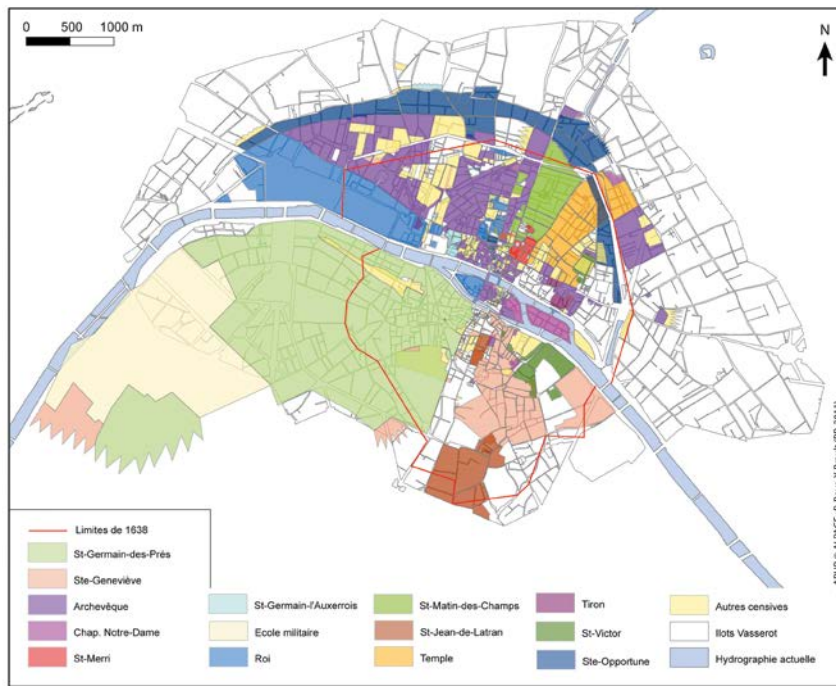 0 500 1000 m
N
Limites de 1638
St-Germain-des-Prés
Ste-Geneviève
Archevêque
Chap. Notre-Dame
St-Merri
St-Germain-l'Auxerrois
Ecole militaire
Roi
St-Matin-des-Champs
St-Jean-de-Latran
Temple
Tiron
St-Victor
Ste-Opportune
Autres censives
Ilots Vasserot
Hydrographie actuelle